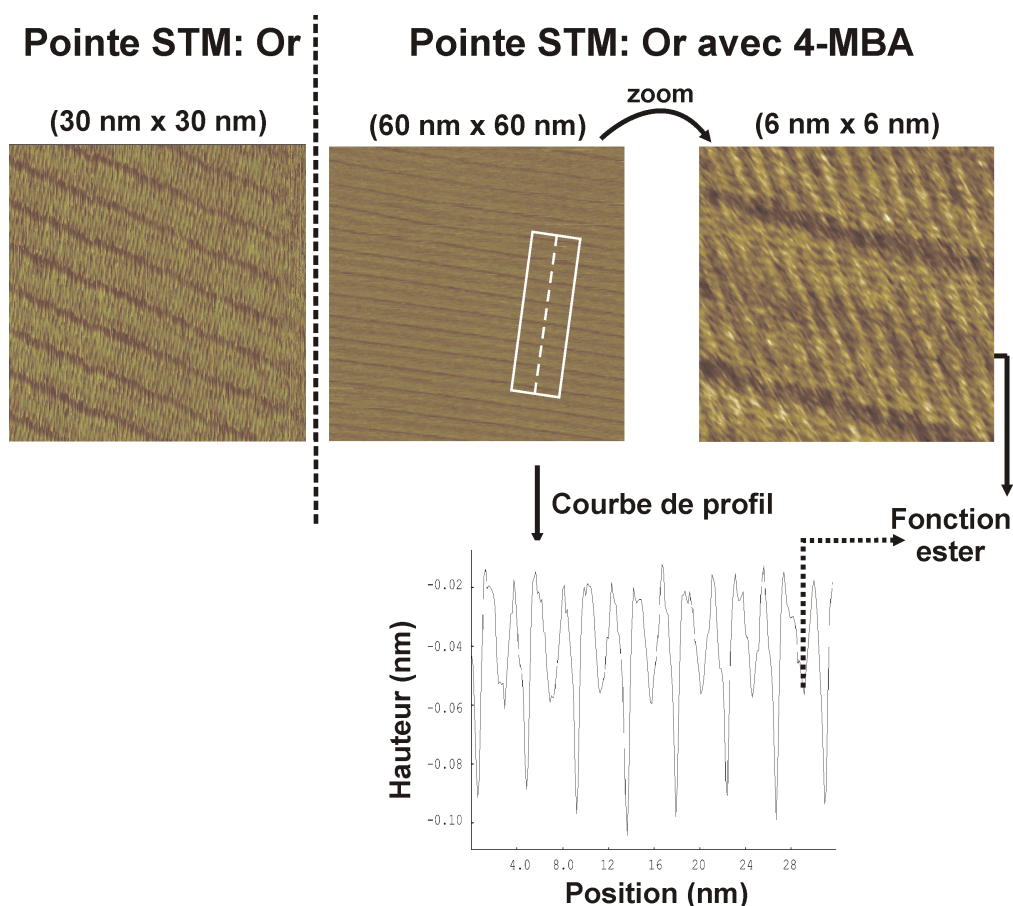 Pointe STM: Or
Pointe STM: Or avec 4-MBA
(30 nm x 30 nm)
(60 nm x 60 nm)
zoom
(6 nm x 6 nm)
Courbe de profil
Fonction
ester
Hauteur (nm)
-0.02
-0.04
-0.06
-0.08
-0.10
4.0 8.0 12 16 20 24 28
Position (nm)